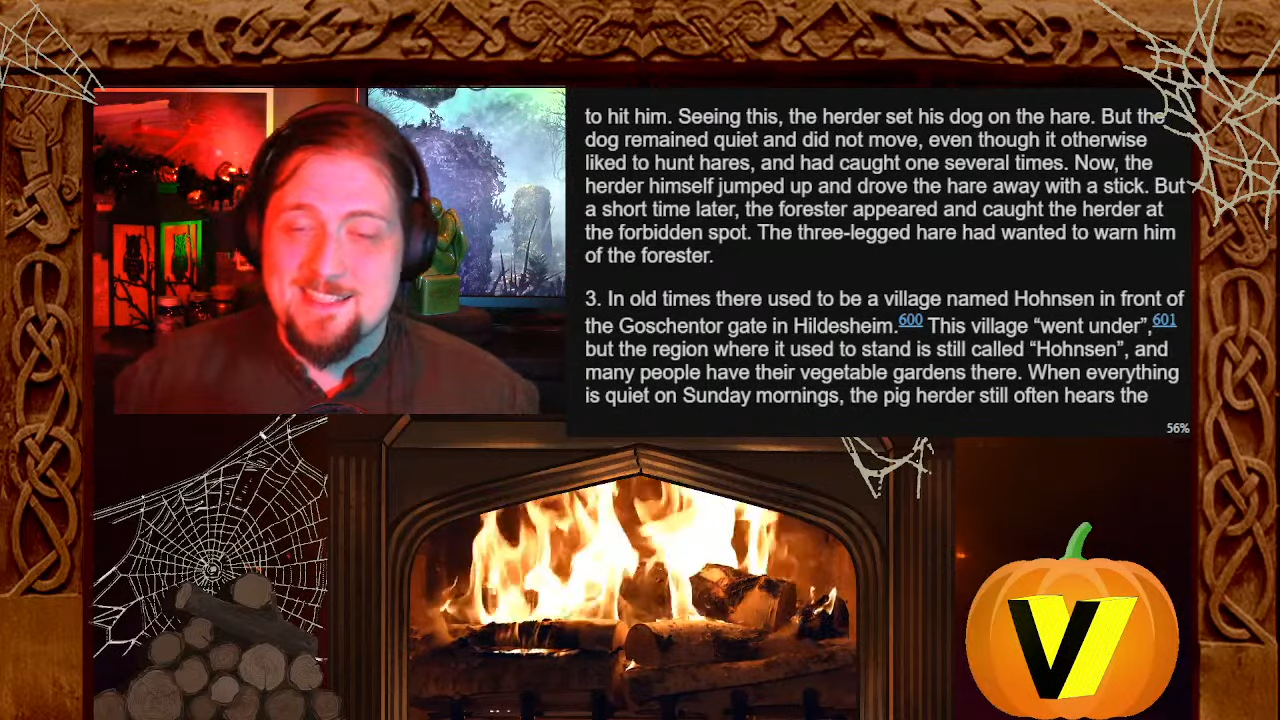 to hit him. Seeing this, the herder set his dog on the hare. But the
dog remained quiet and did not move, even though it otherwise
liked to hunt hares, and had caught one several times. Now, the
herder himself jumped up and drove the hare away with a stick. But
a short time later, the forester appeared and caught the herder at
the forbidden spot. The three-legged hare had wanted to warn him
of the forester.
3. In old times there used to be a village named Hohnsen in front of
the Goschentor gate in Hildesheim.600 This village “went under”,601
but the region where it used to stand is still called “Hohnsen”, and
many people have their vegetable gardens there. When everything
is quiet on Sunday mornings, the pig herder still often hears the
56%
V